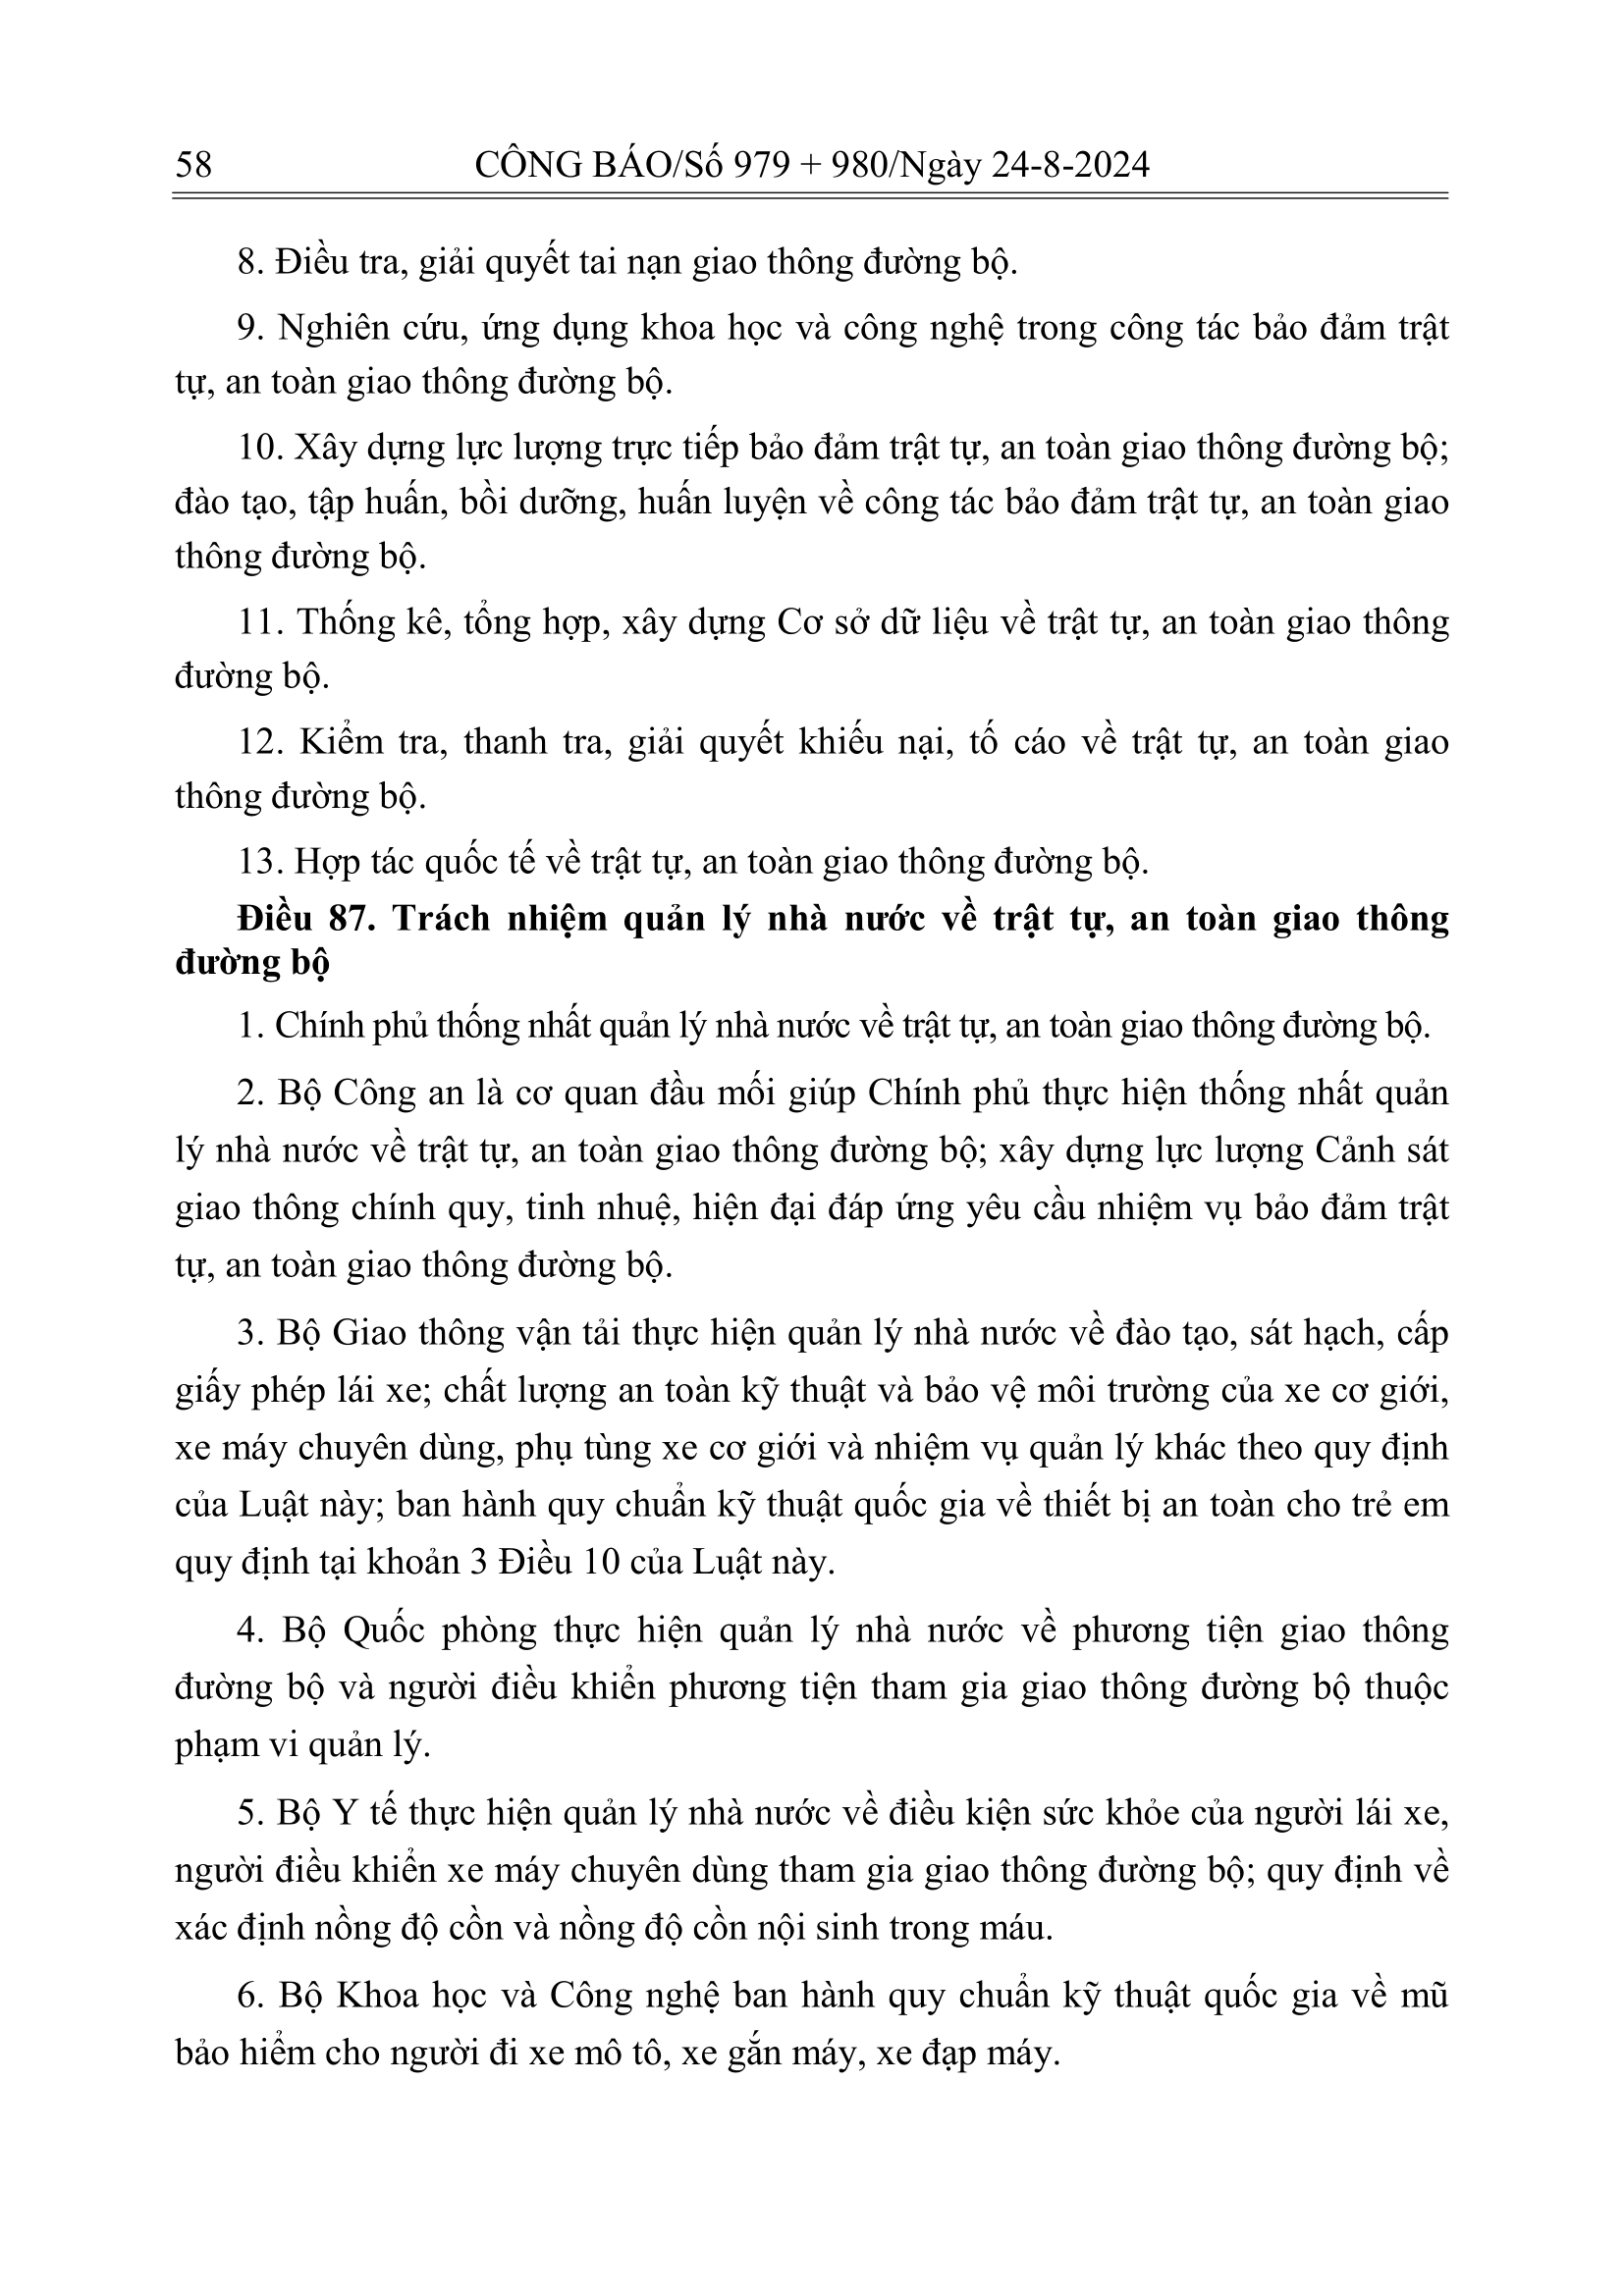 58
CÔNG BÁO/Số 979 + 980/Ngày 24-8-2024
8. Điều tra, giải quyết tai nạn giao thông đường bộ.
9. Nghiên cứu, ứng dụng khoa học và công nghệ trong công tác bảo đảm trật
tự, an toàn giao thông đường bộ.
10. Xây dựng lực lượng trực tiếp bảo đảm trật tự, an toàn giao thông đường bộ;
đào tạo, tập huấn, bồi dưỡng, huấn luyện về công tác bảo đảm trật tự, an toàn giao
thông đường bộ.
11. Thống kê, tổng hợp, xây dựng Cơ sở dữ liệu về trật tự, an toàn giao thông
đường bộ.
12. Kiểm tra, thanh tra, giải quyết khiếu nại, tố cáo về trật tự, an toàn giao
thông đường bộ.
13. Hợp tác quốc tế về trật tự, an toàn giao thông đường bộ.
Điều 87. Trách nhiệm quản lý nhà nước về trật tự, an toàn giao thông
đường bộ
1. Chính phủ thống nhất quản lý nhà nước về trật tự, an toàn giao thông đường bộ.
2. Bộ Công an là cơ quan đầu mối giúp Chính phủ thực hiện thống nhất quản
lý nhà nước về trật tự, an toàn giao thông đường bộ; xây dựng lực lượng Cảnh sát
giao thông chính quy, tinh nhuệ, hiện đại đáp ứng yêu cầu nhiệm vụ bảo đảm trật
tự, an toàn giao thông đường bộ.
3. Bộ Giao thông vận tải thực hiện quản lý nhà nước về đào tạo, sát hạch, cấp
giấy phép lái xe; chất lượng an toàn kỹ thuật và bảo vệ môi trường của xe cơ giới,
xe máy chuyên dùng, phụ tùng xe cơ giới và nhiệm vụ quản lý khác theo quy định
của Luật này; ban hành quy chuẩn kỹ thuật quốc gia về thiết bị an toàn cho trẻ em
quy định tại khoản 3 Điều 10 của Luật này.
4. Bộ Quốc phòng thực hiện quản lý nhà nước về phương tiện giao thông
đường bộ và người điều khiển phương tiện tham gia giao thông đường bộ thuộc
phạm vi quản lý.
5. Bộ Y tế thực hiện quản lý nhà nước về điều kiện sức khỏe của người lái xe,
người điều khiển xe máy chuyên dùng tham gia giao thông đường bộ; quy định về
xác định nồng độ cồn và nồng độ cồn nội sinh trong máu.
6. Bộ Khoa học và Công nghệ ban hành quy chuẩn kỹ thuật quốc gia về mũ
bảo hiểm cho người đi xe mô tô, xe gắn máy, xe đạp máy.